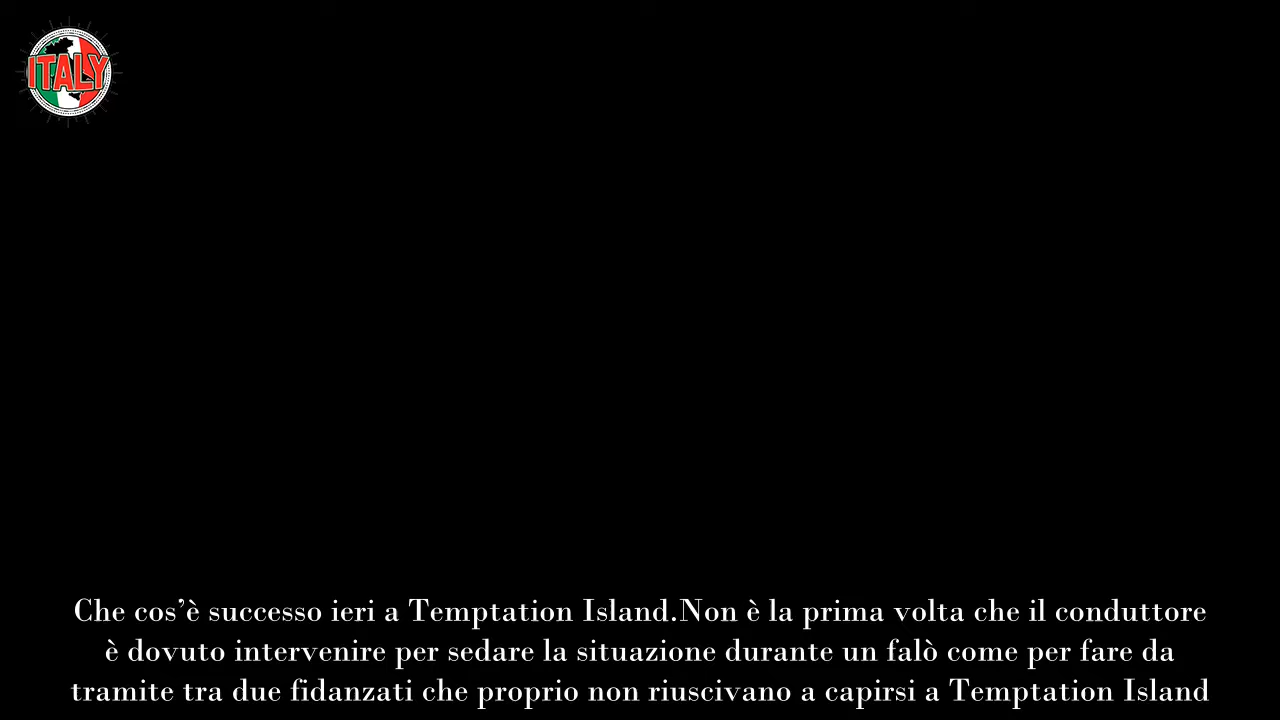 ITALY
Che cos’è successo ieri a Temptation Island.Non è la prima volta che il conduttore
è dovuto intervenire per sedare la situazione durante un falò come per fare da
tramite tra due fidanzati che proprio non riuscivano a capirsi a Temptation Island